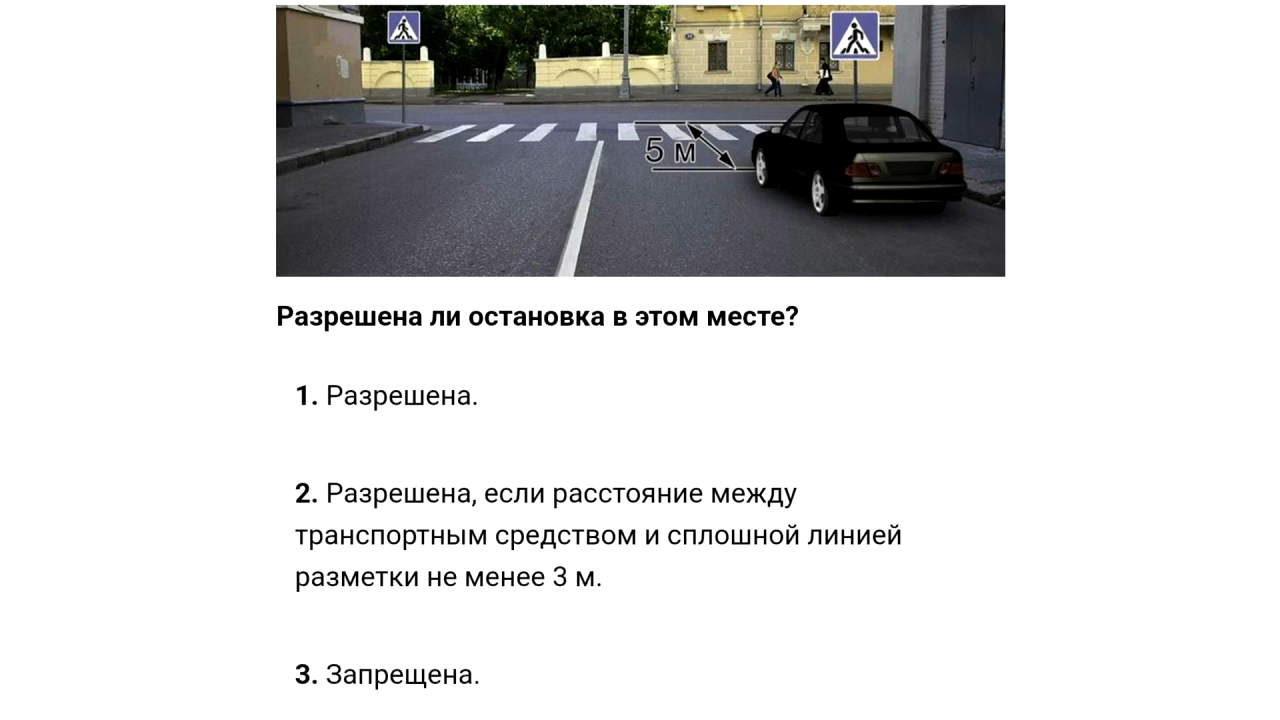 5 м
Разрешена ли остановка в этом месте?
1. Разрешена.
2. Разрешена, если расстояние между
транспортным средством и сплошной линией
разметки не менее 3 м.
3. Запрещена.